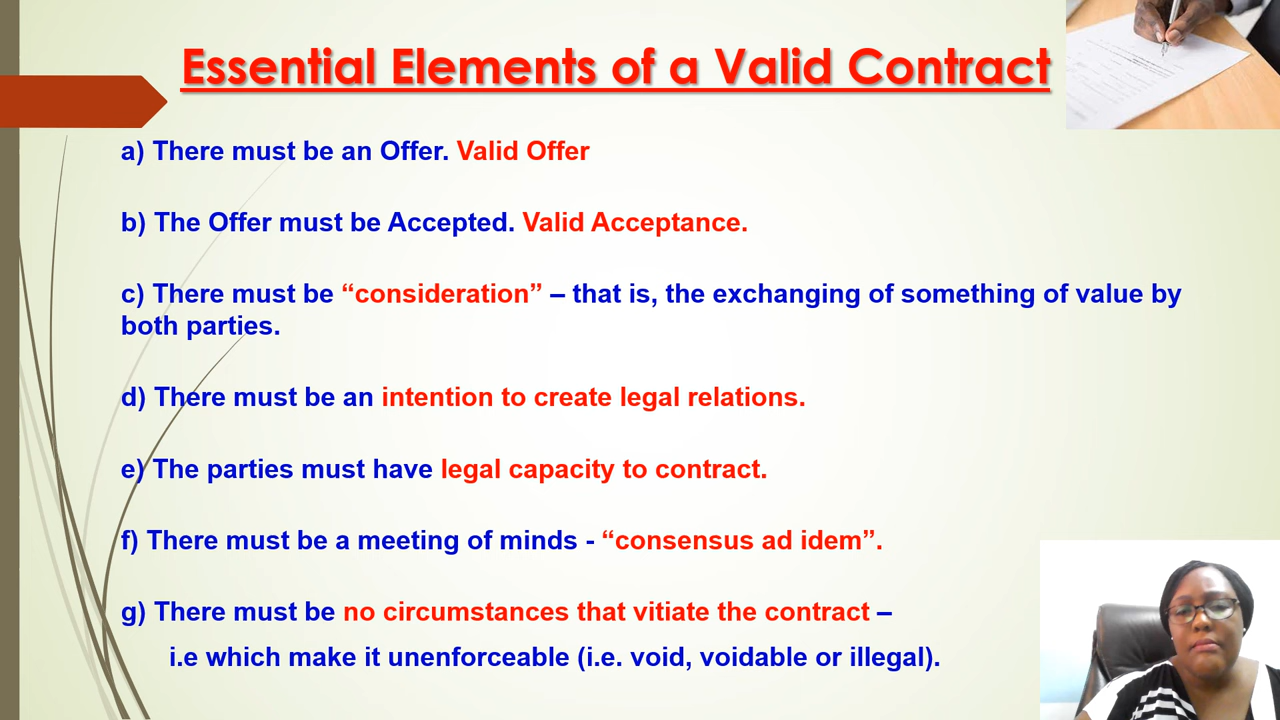 Essential Elements of a Valid Contract
a) There must be an Offer. Valid Offer
b) The Offer must be Accepted. Valid Acceptance.
c) There must be “consideration” – that is, the exchanging of something of value by
both parties.
d) There must be an intention to create legal relations.
e) The parties must have legal capacity to contract.
f) There must be a meeting of minds - “consensus ad idem”.
g) There must be no circumstances that vitiate the contract –
i.e which make it unenforceable (i.e. void, voidable or illegal).